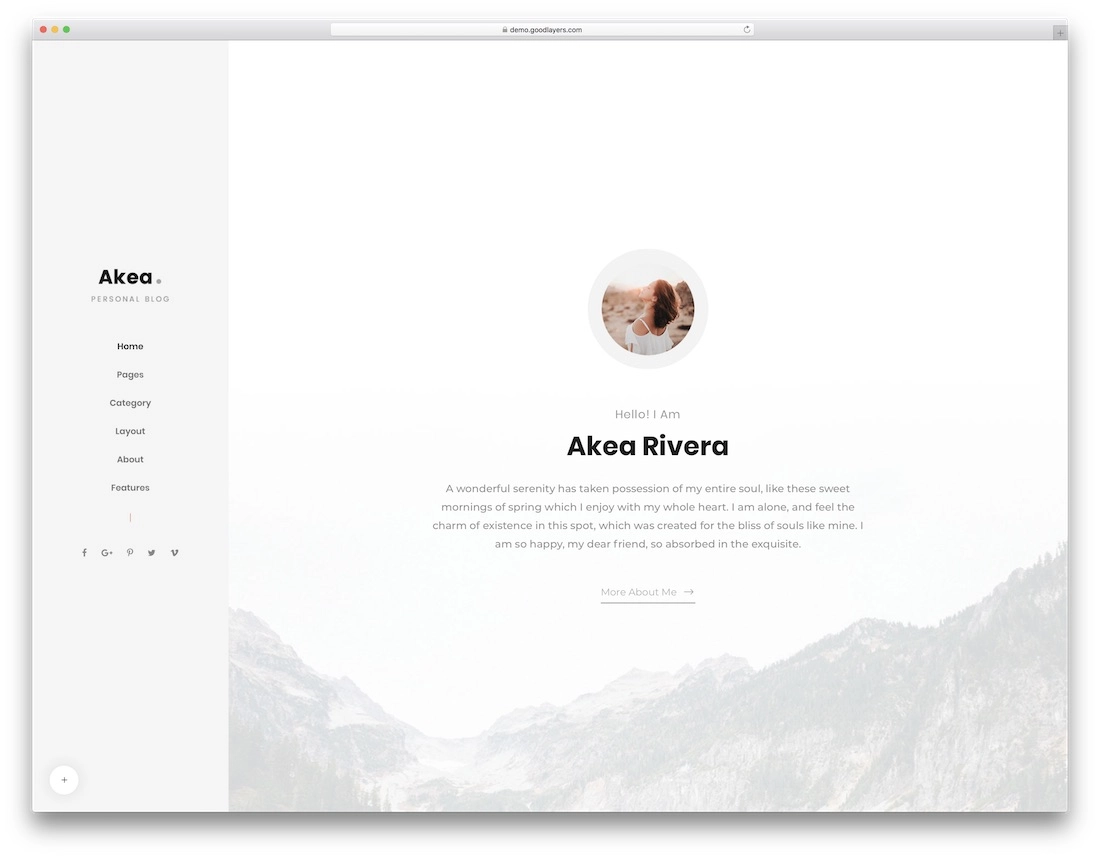 demo.goodlayers.com
Akea
PERSONAL BLOG
Home
Pages
Category
Layout
About
Features
Hello! I Am
Akea Rivera
A wonderful serenity has taken possession of my entire soul, like these sweet
mornings of spring which I enjoy with my whole heart. I am alone, and feel the
charm of existence in this spot, which was created for the bliss of souls like mine. I
am so happy, my dear friend, so absorbed in the exquisite.
More About Me